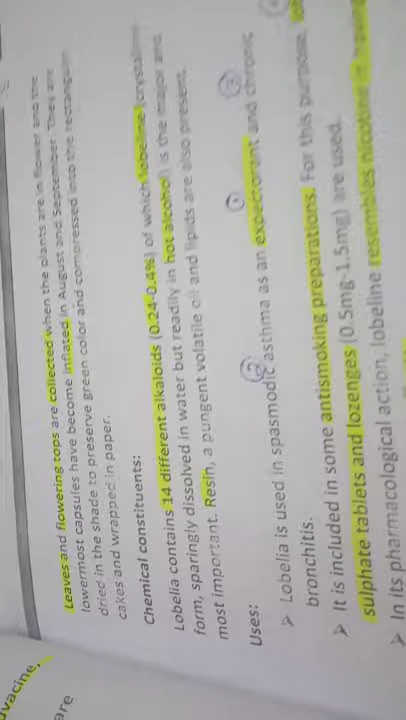 Leaves and flowering tops are collected when the plants are in flower and the
lowermost capsules have become inflated in August and September. They are
dried in the shade to preserve green color and compressed into the rectangular
cakes and wrapped in paper.
Chemical constituents:
Lobelia contains 14 different alkaloids (0.24-0.4%) of which lobeline (crystalline
form, sparingly dissolved in water but readily in hot alcohol) is the major and
most important. Resin, a pungent volatile oil and lipids are also present.
Uses:
➢ Lobelia is used in spasmodic asthma as an expectorant and chronic
bronchitis.
➢ It is included in some antismoking preparations. For this purpose
sulphate tablets and lozenges (0.5mg-1.5mg) are used.
➢ In its pharmacological action, lobeline resembles nicotine
are